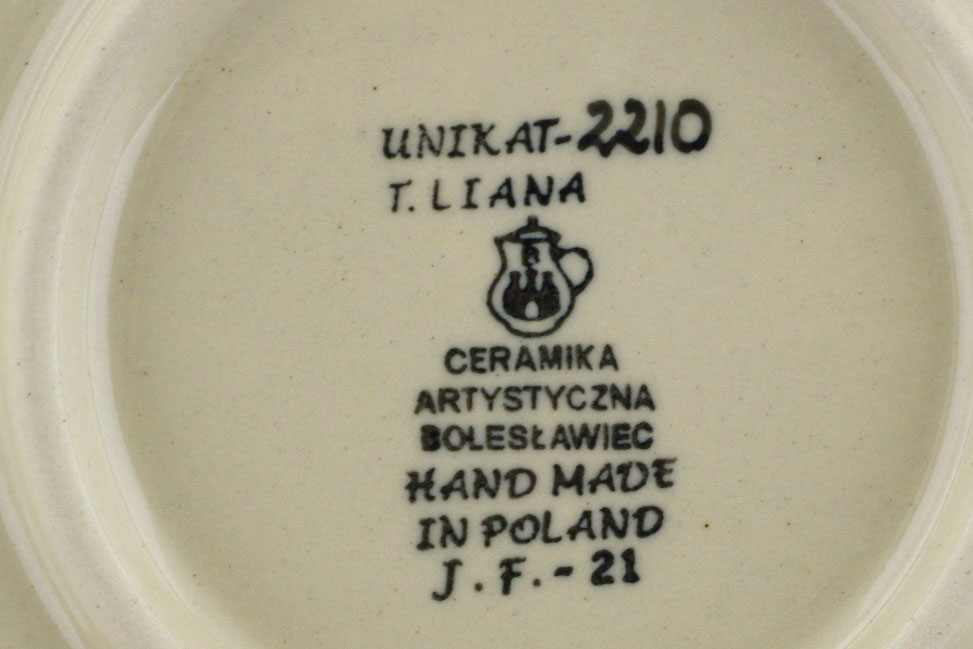 UNIKAT-2210
T. LIANA
CERAMIKA
ARTYSTYCZNA
BOLESŁAWIEC
HAND MADE
IN POLAND
J.F.-21